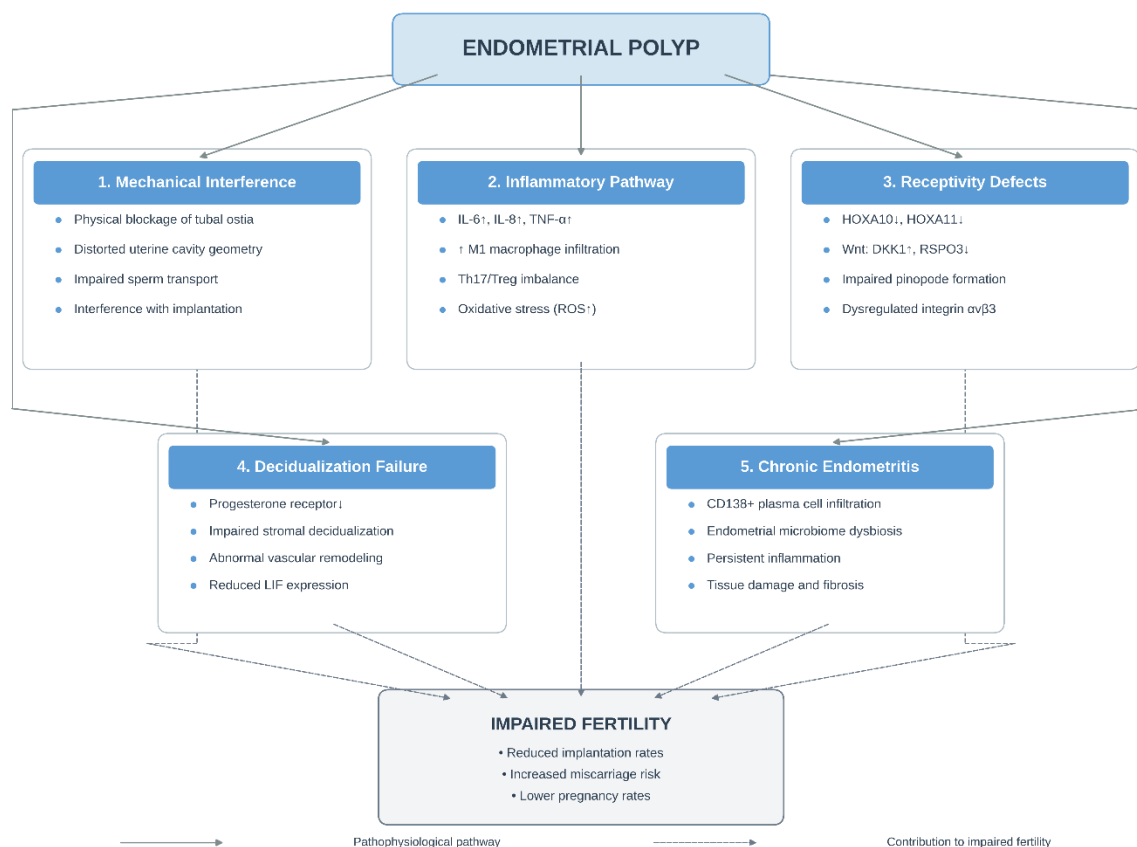 ENDOMETRIAL POLYP
1. Mechanical Interference
Physical blockage of tubal ostia
Distorted uterine cavity geometry
Impaired sperm transport
Interference with implantation
2. Inflammatory Pathway
IL-6↑, IL-8↑, TNF-α↑
↑ M1 macrophage infiltration
Th17/Treg imbalance
Oxidative stress (ROS↑)
3. Receptivity Defects
HOXA10↓, HOXA11↓
Wnt: DKK1↑, RSPO3↓
Impaired pinopode formation
Dysregulated integrin αvβ3
4. Decidualization Failure
Progesterone receptor↓
Impaired stromal decidualization
Abnormal vascular remodeling
Reduced LIF expression
5. Chronic Endometritis
CD138+ plasma cell infiltration
Endometrial microbiome dysbiosis
Persistent inflammation
Tissue damage and fibrosis
IMPAIRED FERTILITY
• Reduced implantation rates
• Increased miscarriage risk
• Lower pregnancy rates
Pathophysiological pathway
Contribution to impaired fertility